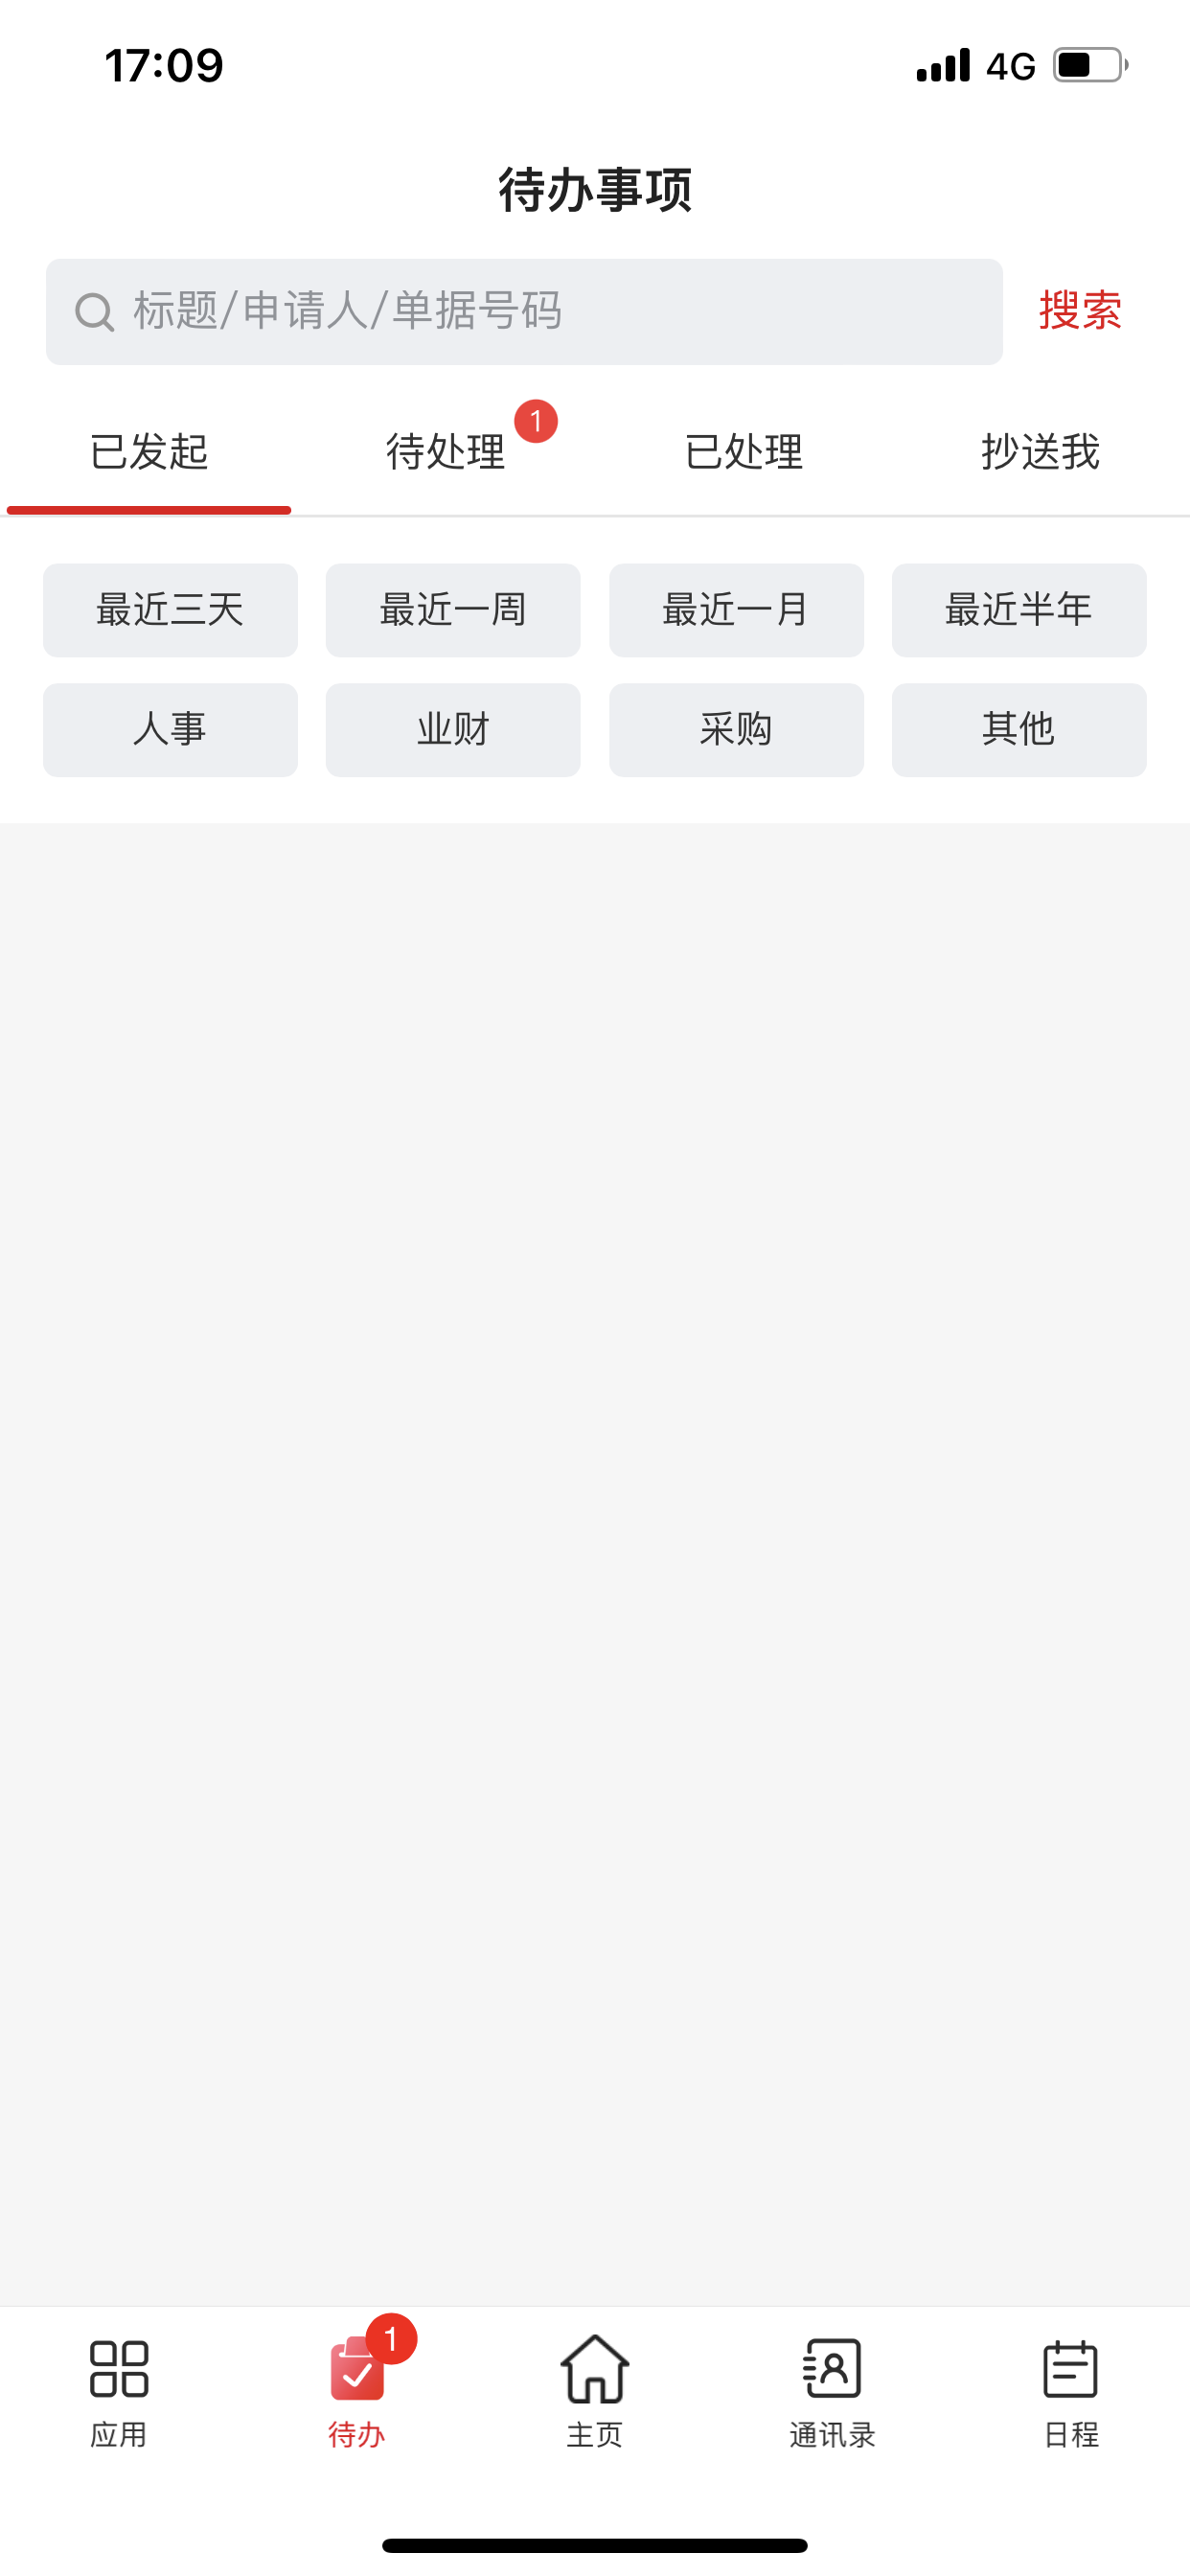 17:09 4G
待办事项
标题/申请人/单据号码 搜索
已发起 待处理 1 已处理 抄送我
最近三天 最近一周 最近一月 最近半年
人事 业财 采购 其他
1
应用 待办 主页 通讯录 日程